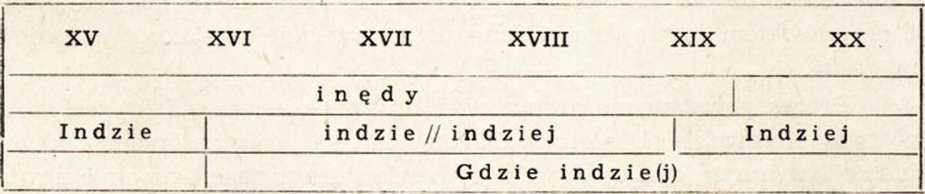 XV XVI XVII XVIII XIX XX
inędy
Indzie indzie // indziej Indziej
Gdzie indzie(j)